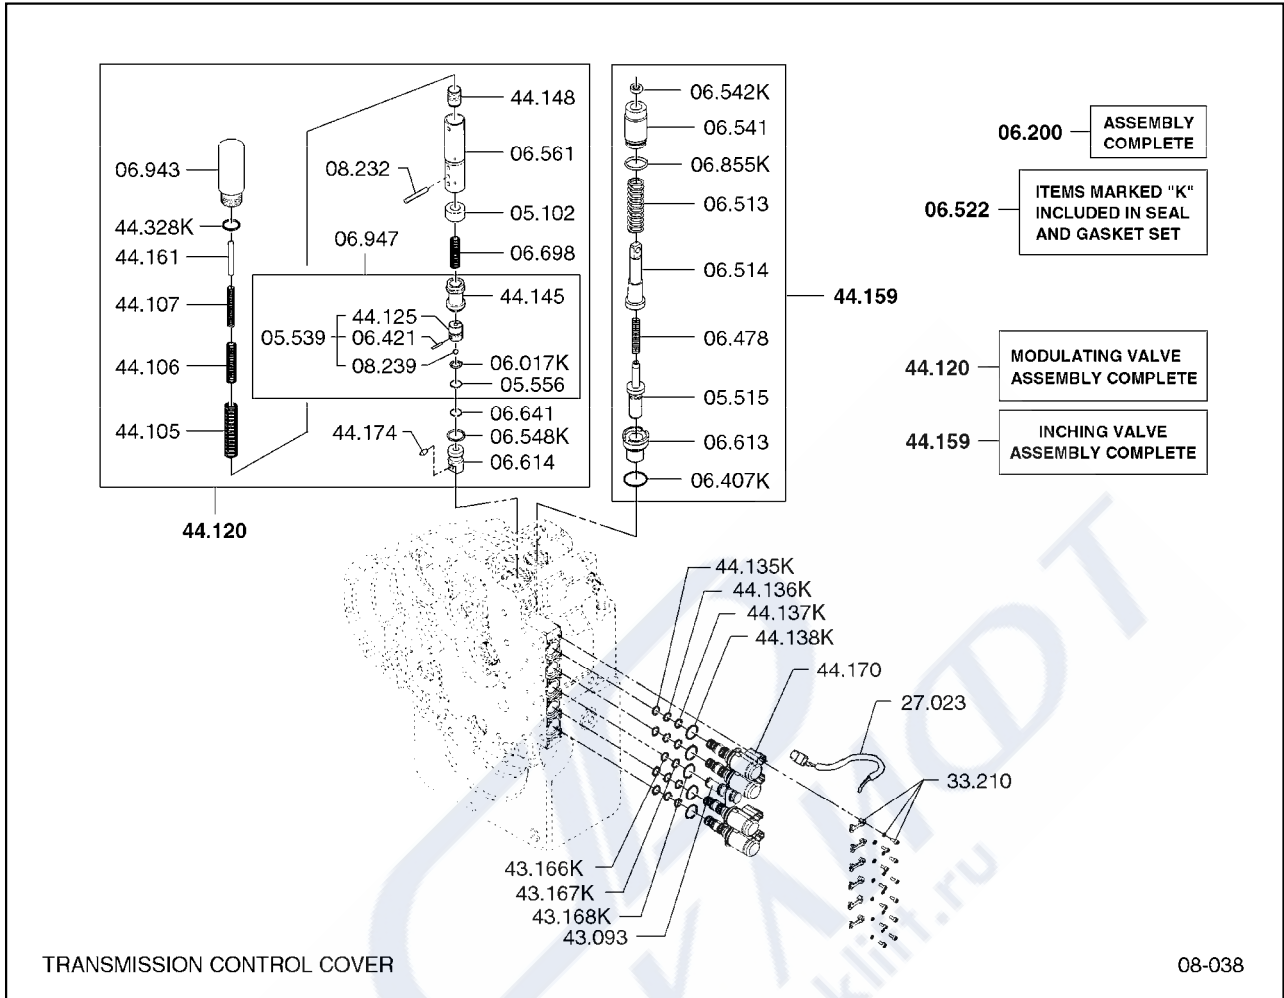 44.148
06.561
08.232
05.102
06.943
44.328K
06.947
44.161
06.698
44.107
44.145
44.125
05.539
06.421
44.106
08.239
06.017K
05.556
06.641
44.105
44.174
06.548K
06.614
44.120
06.542K
06.541
06.855K
06.513
06.514
44.159
06.478
05.515
06.613
06.407K
06.200
ASSEMBLY
COMPLETE
06.522
ITEMS MARKED "K"
INCLUDED IN SEAL
AND GASKET SET
44.120
MODULATING VALVE
ASSEMBLY COMPLETE
44.159
INCHING VALVE
ASSEMBLY COMPLETE
44.135K
44.136K
44.137K
44.138K
44.170
27.023
33.210
43.166K
43.167K
43.168K
43.093
TRANSMISSION CONTROL COVER
08-038